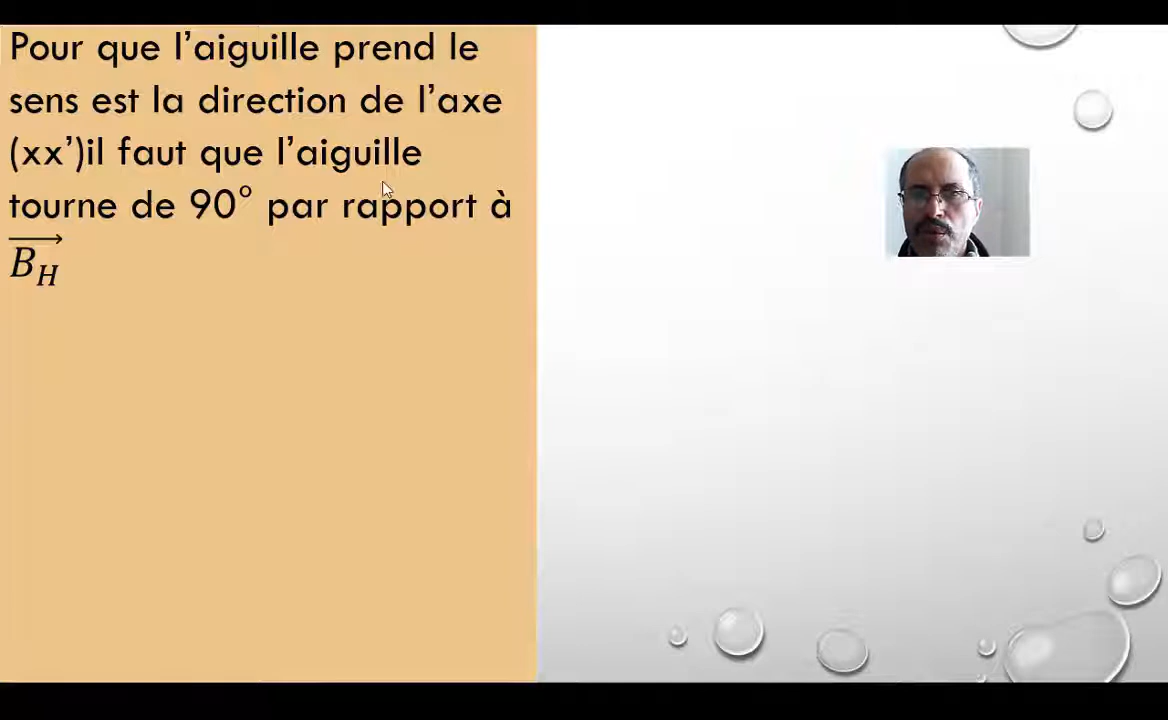 Pour que l’aiguille prend le
sens est la direction de l’axe
(xx’)il faut que l’aiguille
tourne de 90° par rapport à
$\overrightarrow{B_H}$